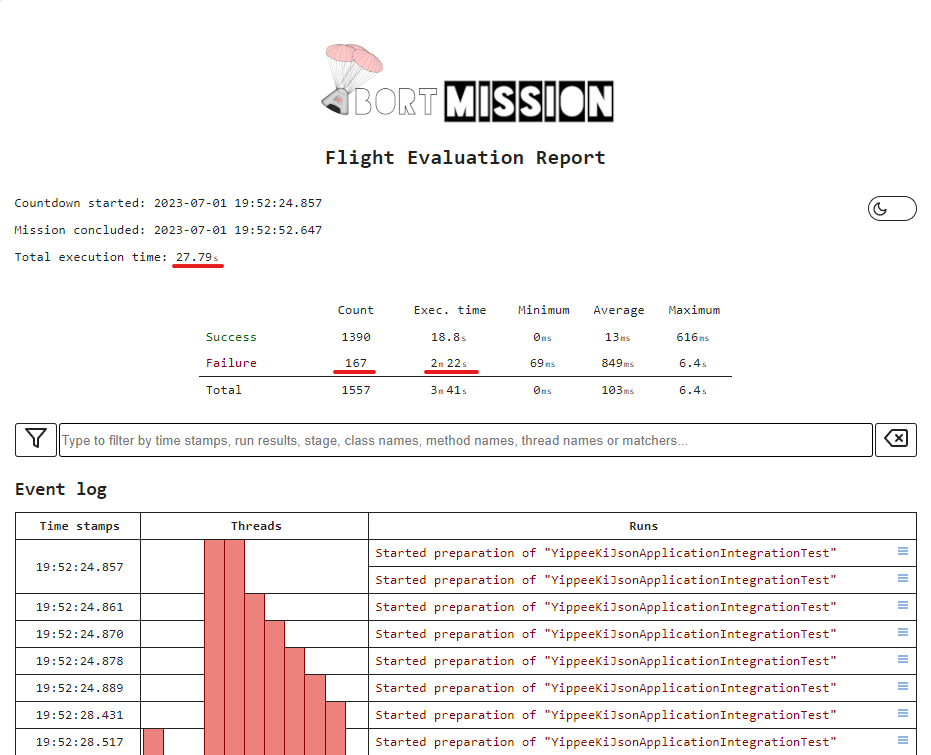 BORT MISSION
Flight Evaluation Report
Countdown started: 2023-07-01 19:52:24.857
Mission concluded: 2023-07-01 19:52:52.647
Total execution time: 27.79s
Count Exec. time Minimum Average Maximum
Success 1390 18.8s 0ms 13ms 616ms
Failure 167 2m 22s 69ms 849ms 6.4s
Total 1557 3m 41s 0ms 103ms 6.4s
Type to filter by time stamps, run results, stage, class names, method names, thread names or matchers...
Event log
Time stamps Threads Runs
19:52:24.857 Started preparation of "YippeeKiJsonApplicationIntegrationTest"
Started preparation of "YippeeKiJsonApplicationIntegrationTest"
19:52:24.861 Started preparation of "YippeeKiJsonApplicationIntegrationTest"
19:52:24.870 Started preparation of "YippeeKiJsonApplicationIntegrationTest"
19:52:24.878 Started preparation of "YippeeKiJsonApplicationIntegrationTest"
19:52:24.889 Started preparation of "YippeeKiJsonApplicationIntegrationTest"
19:52:28.431 Started preparation of "YippeeKiJsonApplicationIntegrationTest"
19:52:28.517 Started preparation of "YippeeKiJsonApplicationIntegrationTest"